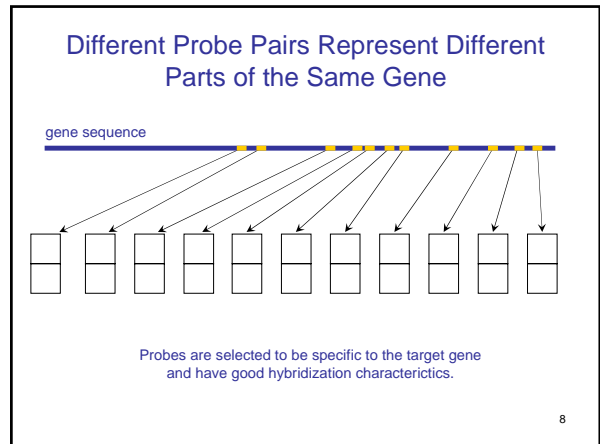 Different Probe Pairs Represent Different
Parts of the Same Gene
gene sequence
Probes are selected to be specific to the target gene
and have good hybridization charterictics.
8